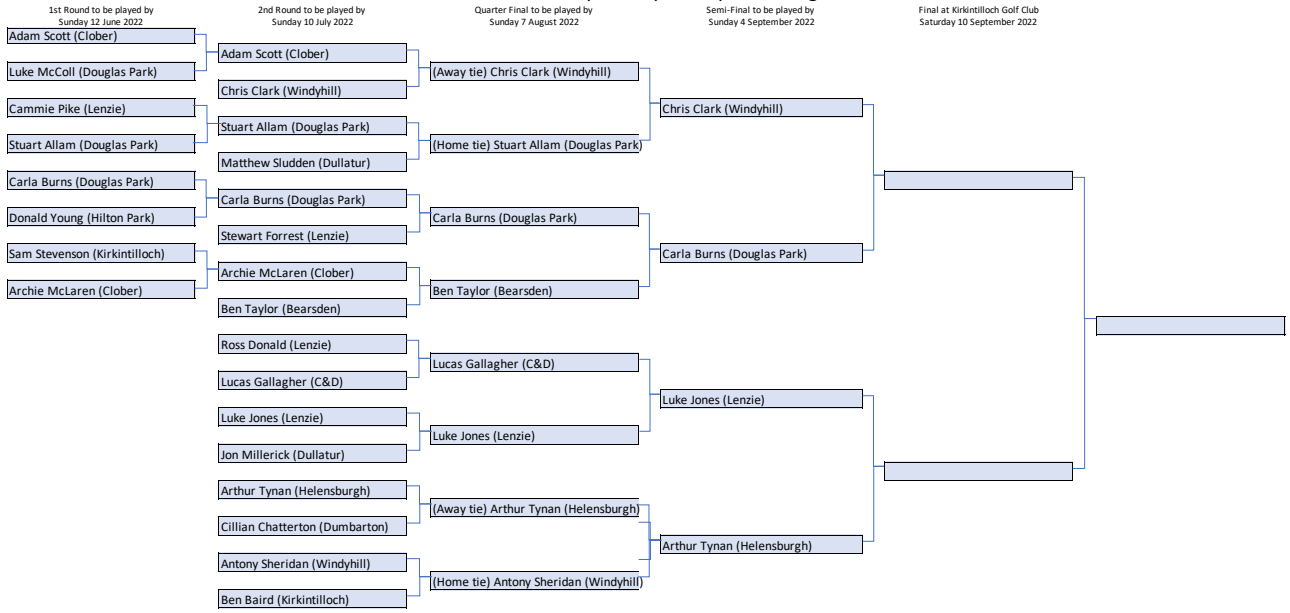 1st Round to be played by
Sunday 12 June 2022
2nd Round to be played by
Sunday 10 July 2022
Quarter Final to be played by
Sunday 7 August 2022
Semi-Final to be played by
Sunday 4 September 2022
Final at Kirkintilloch Golf Club
Saturday 10 September 2022
Adam Scott (Clober)
Luke McColl (Douglas Park)
Cammie Pike (Lenzie)
Stuart Allam (Douglas Park)
Carla Burns (Douglas Park)
Donald Young (Hilton Park)
Sam Stevenson (Kirkintilloch)
Archie McLaren (Clober)
Adam Scott (Clober)
Chris Clark (Windyhill)
Stuart Allam (Douglas Park)
Matthew Sludden (Dullatur)
Carla Burns (Douglas Park)
Stewart Forrest (Lenzie)
Archie McLaren (Clober)
Ben Taylor (Bearsden)
Ross Donald (Lenzie)
Lucas Gallagher (C&D)
Luke Jones (Lenzie)
Jon Millerick (Dullatur)
Arthur Tynan (Helensburgh)
Cillian Chatterton (Dumbarton)
Antony Sheridan (Windyhill)
Ben Baird (Kirkintilloch)
(Away tie) Chris Clark (Windyhill)
(Home tie) Stuart Allam (Douglas Park)
Carla Burns (Douglas Park)
Ben Taylor (Bearsden)
Lucas Gallagher (C&D)
Luke Jones (Lenzie)
(Away tie) Arthur Tynan (Helensburgh)
(Home tie) Antony Sheridan (Windyhill)
Chris Clark (Windyhill)
Carla Burns (Douglas Park)
Luke Jones (Lenzie)
Arthur Tynan (Helensburgh)